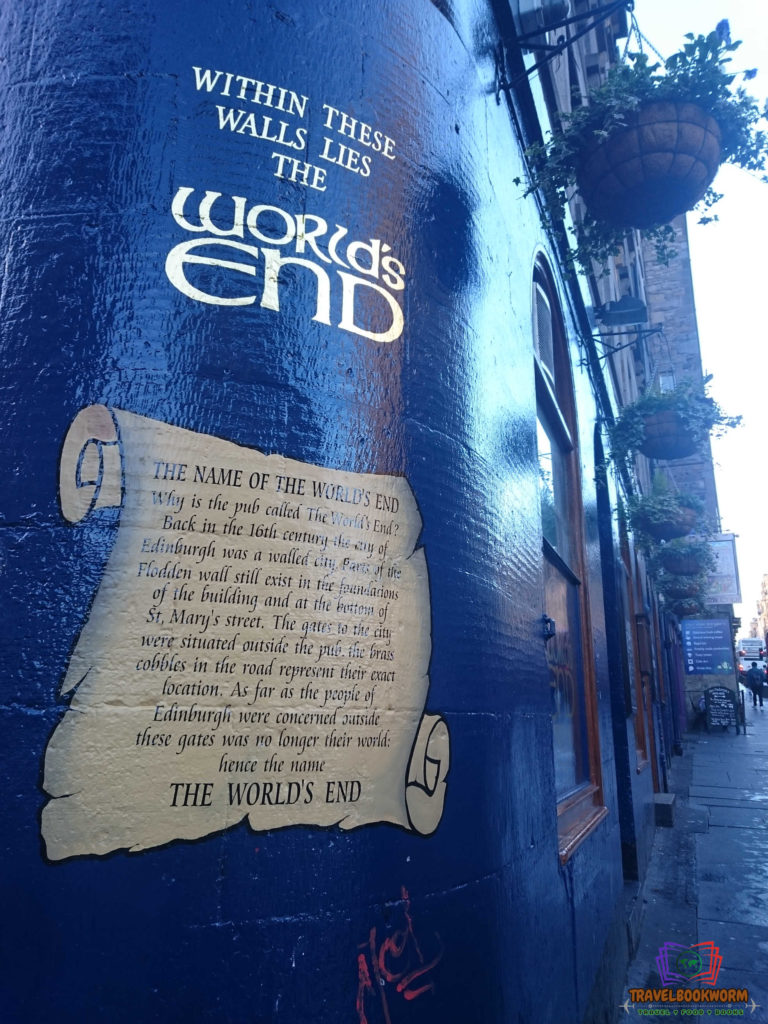 WITHIN THESE
WALLS LIES
THE
WORLD'S
END
THE NAME OF THE WORLD'S END
Why is the pub called The World's End?
Back in the 16th century the city of
Edinburgh was a walled city. Parts of the
Flodden wall still exist in the foundations
of the building and at the bottom of
St, Mary's street. The gates to the city
were situated outside the pub, the brass
cobbles in the road represent their exact
location. As far as the people of
Edinburgh were concerned outside
these gates was no longer their world:
hence the name
THE WORLD'S END
TRAVELBOOKWORM
TRAVEL FOOD BOOKS